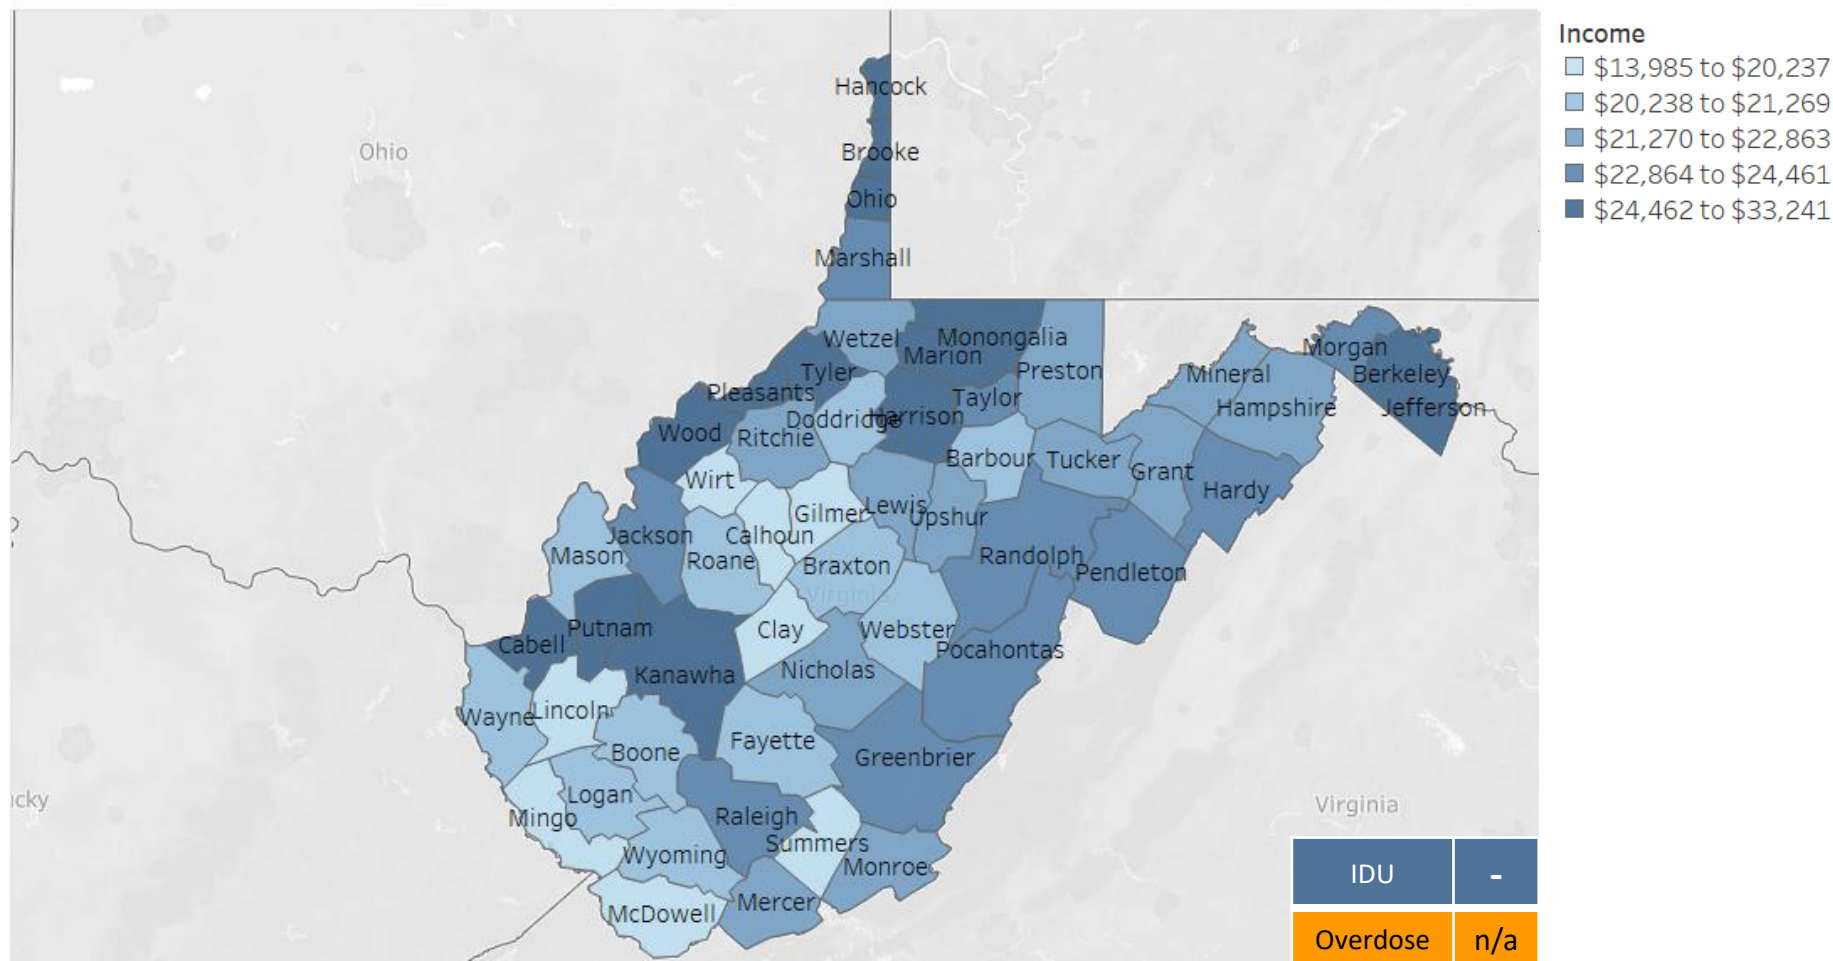 Income
$13,985 to $20,237
$20,238 to $21,269
$21,270 to $22,863
$22,864 to $24,461
$24,462 to $33,241
Hancock
Ohio
Brooke
Ohio
Marshall
Wetzel
Monongalia
Marion
Morgan
Tyler
Preston
Mineral
Berkeley
Pleasants
Taylor
Hampshire
Jefferson
Doddridge
Harrison
Wood
Ritchie
Barbour
Tucker
Grant
Wirt
Hardy
Lewis
Gilmer
Upshur
Jackson
Calhoun
Mason
Roane
Braxton
Randolph
Pendleton
Virginia
Putnam
Clay
Webster
Cabell
Pocahontas
Kanawha
Nicholas
Lincoln
Wayne
Fayette
Boone
Greenbrier
Logan
cky
Virginia
Mingo
Raleigh
Summers
Wyoming
Monroe
IDU
-
Mercer
McDowell
Overdose
n/a